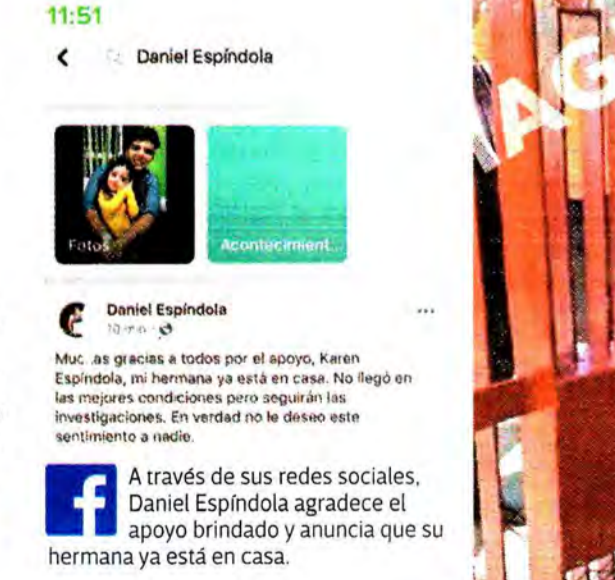 11:51
Daniel Espíndola
Fotos
Acontecimient...
Daniel Espíndola
10 min
Muc as gracias a todos por el apoyo, Karen
Espíndola, mi hermana ya está en casa. No llegó en
las mejores condiciones pero seguirán las
investigaciones. En verdad no le deseo este
sentimiento a nadie.
A través de sus redes sociales,
Daniel Espíndola agradece el
apoyo brindado y anuncia que su
hermana ya está en casa.
AG